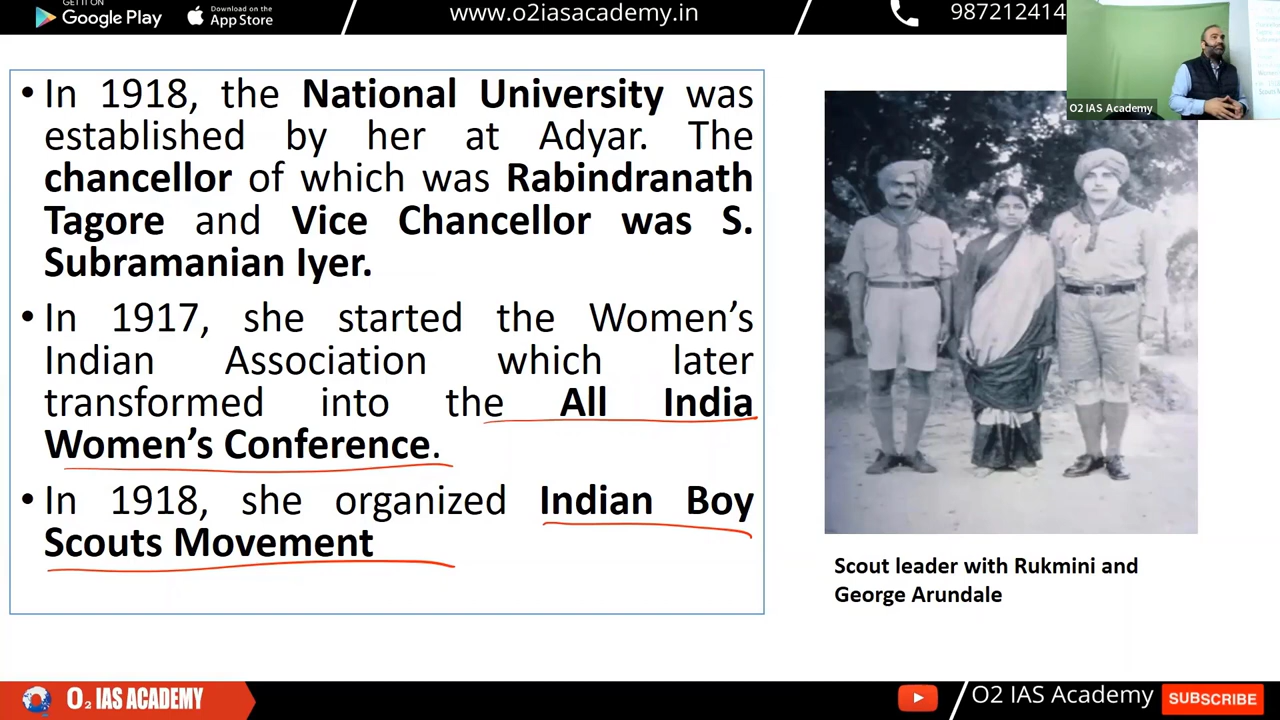 GET IT ON
Google Play
Download on the
App Store
www.o2iasacademy.in
987212414
O2 IAS Academy
• In 1918, the National University was
established by her at Adyar. The
chancellor of which was Rabindranath
Tagore and Vice Chancellor was S.
Subramanian Iyer.
• In 1917, she started the Women’s
Indian Association which later
transformed into the All India
Women’s Conference.
• In 1918, she organized Indian Boy
Scouts Movement
Scout leader with Rukmini and
George Arundale
O2 IAS ACADEMY
O2 IAS Academy
SUBSCRIBE